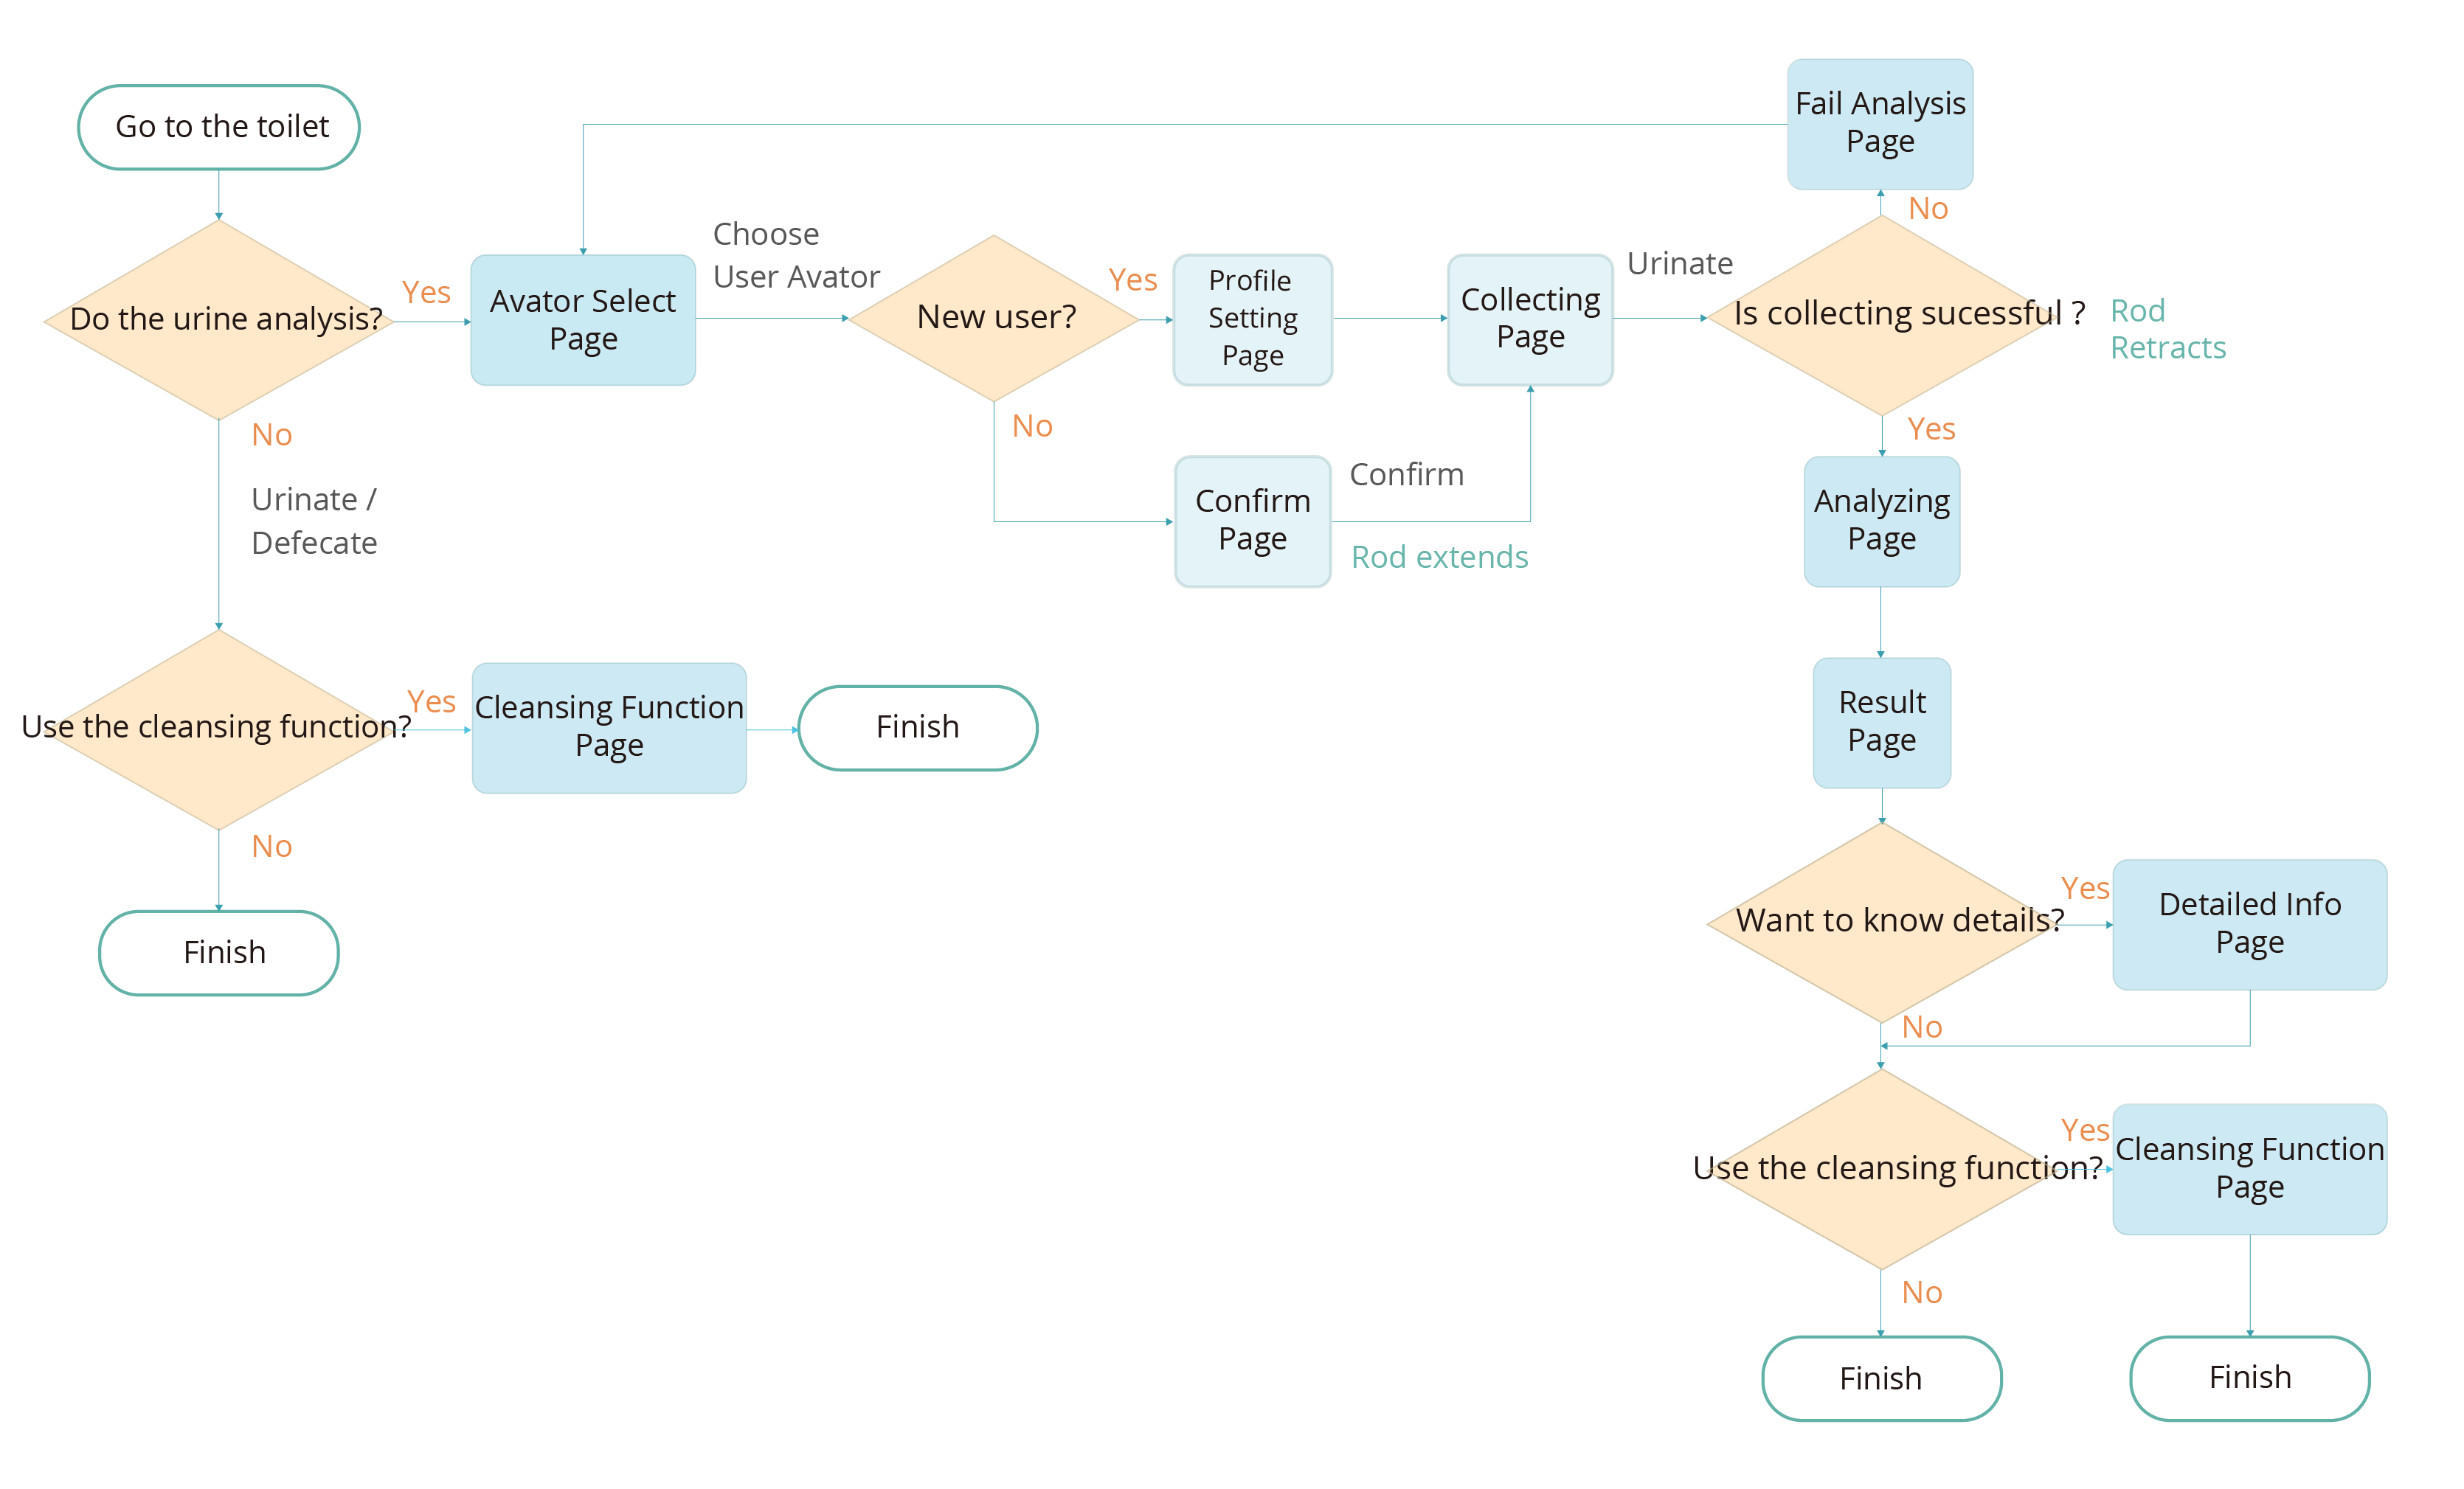 Go to the toilet
Do the urine analysis?
Yes
No
Urinate /
Defecate
Avator Select
Page
Choose
User Avator
New user?
Yes
No
Profile
Setting
Page
Confirm
Page
Confirm
Rod extends
Collecting
Page
Urinate
Is collecting sucessful ?
Rod
Retracts
No
Fail Analysis
Page
Yes
Analyzing
Page
Result
Page
Want to know details?
Yes
Detailed Info
Page
No
Use the cleansing function?
Yes
Cleansing Function
Page
No
Finish
Finish
Use the cleansing function?
Yes
Cleansing Function
Page
Finish
No
Finish